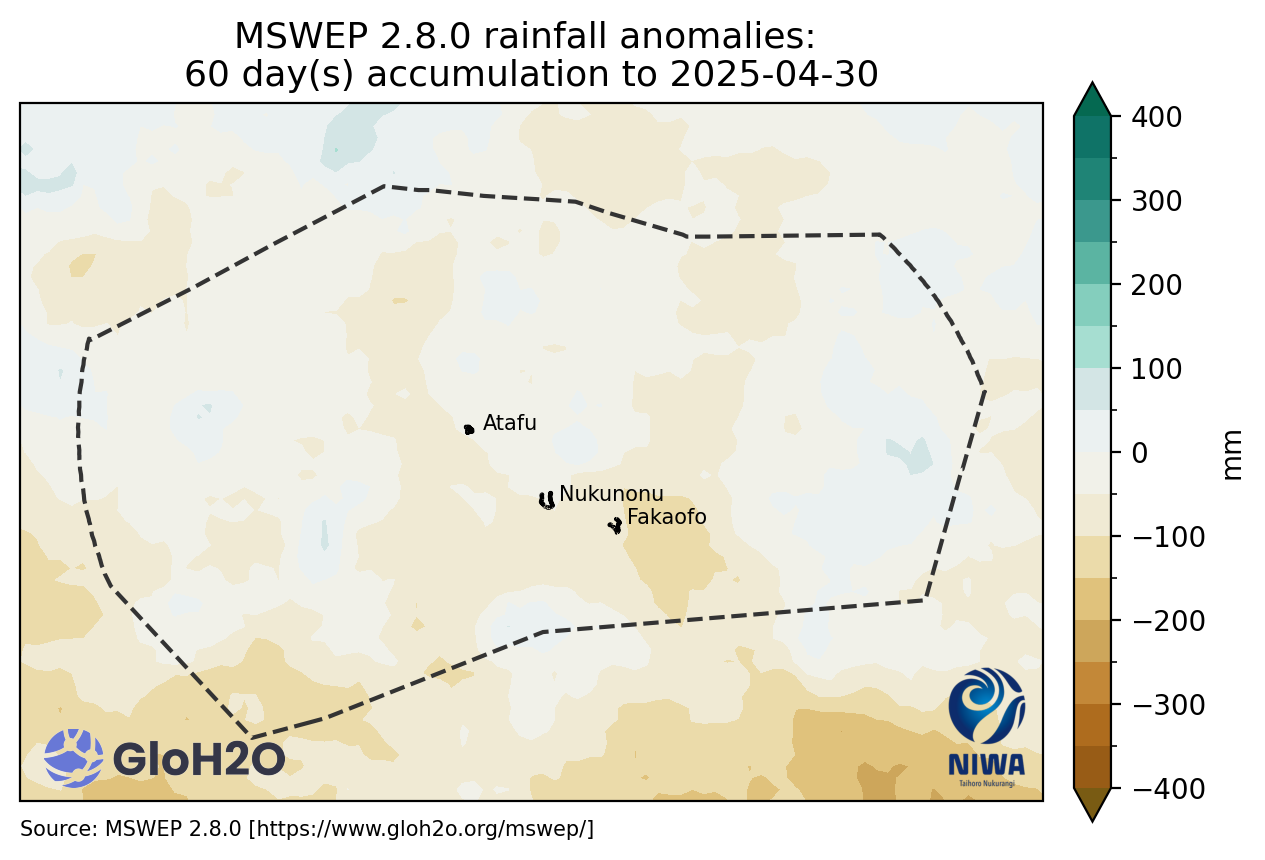 MSWEP 2.8.0 rainfall anomalies:
60 day(s) accumulation to 2025-04-30
400
300
200
100
0
−100
−200
−300
−400
mm
Atafu
Nukunonu
Fakaofo
GloH2O
NIWA
Taihoro Nukurangi
Source: MSWEP 2.8.0 [https://www.gloh2o.org/mswep/]